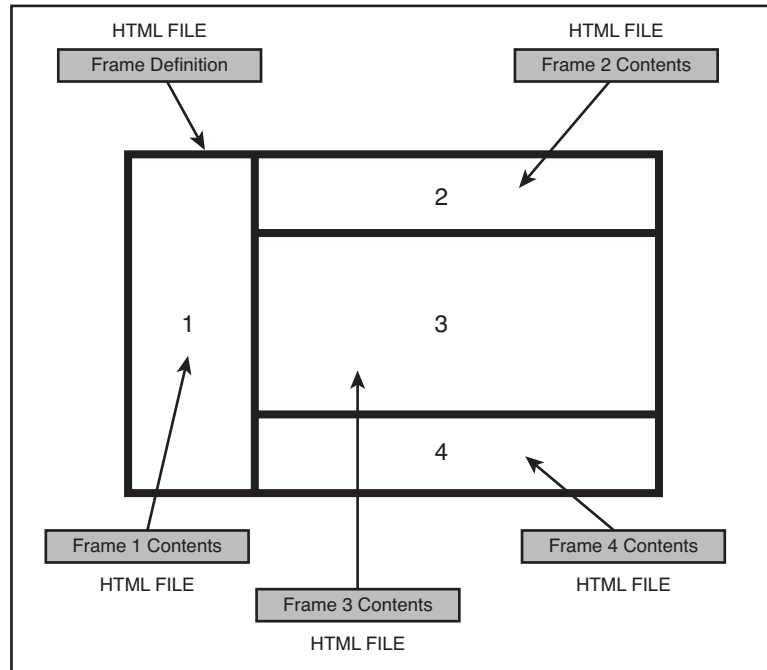 HTML FILE
Frame Definition
HTML FILE
Frame 2 Contents
2
1
3
4
Frame 1 Contents
HTML FILE
Frame 3 Contents
HTML FILE
Frame 4 Contents
HTML FILE